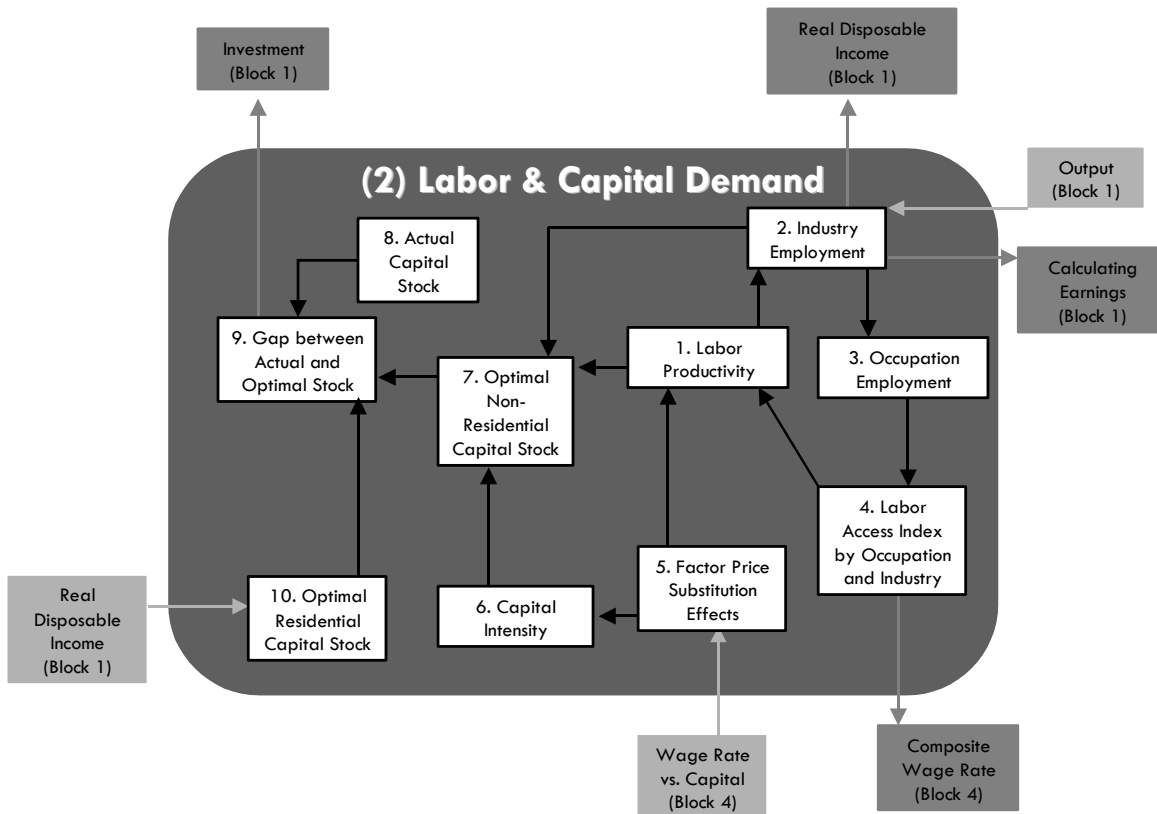 Investment
(Block 1)
Real Disposable
Income
(Block 1)
(2) Labor & Capital Demand
Output
(Block 1)
2. Industry
Employment
8. Actual
Capital
Stock
Calculating
Earnings
(Block 1)
9. Gap between
Actual and
Optimal Stock
1. Labor
Productivity
3. Occupation
Employment
7. Optimal
Non-
Residential
Capital Stock
4. Labor
Access Index
by Occupation
and Industry
5. Factor Price
Substitution
Effects
6. Capital
Intensity
10. Optimal
Residential
Capital Stock
Real
Disposable
Income
(Block 1)
Wage Rate
vs. Capital
(Block 4)
Composite
Wage Rate
(Block 4)